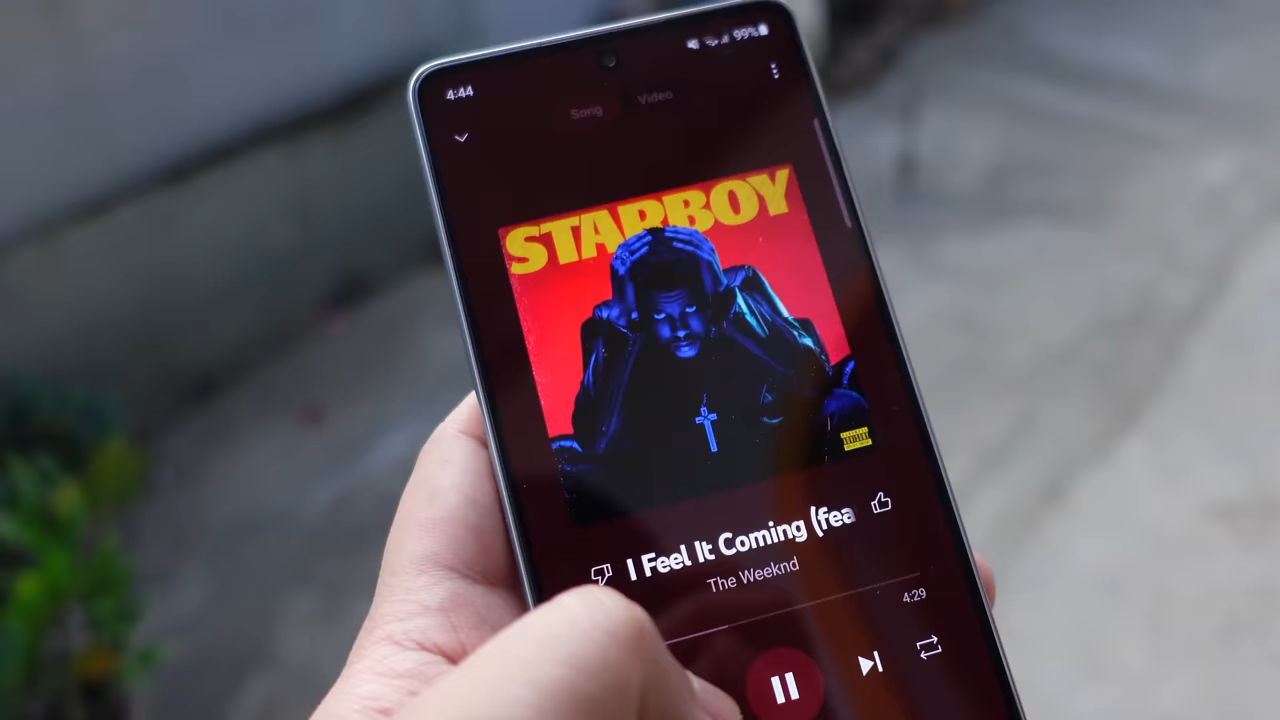 4:44
99%
Song
Video
STARBOY
I Feel It Coming (fea
The Weeknd
4:29